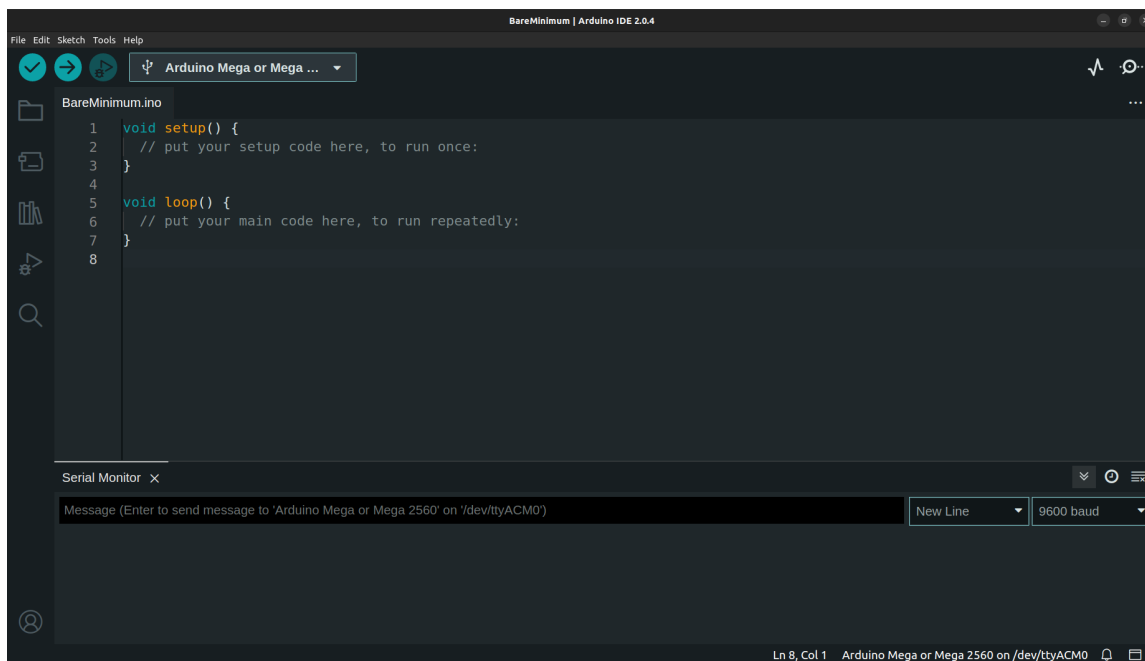 BareMinimum | Arduino IDE 2.0.4
File Edit Sketch Tools Help
Arduino Mega or Mega ...
BareMinimum.ino
1 void setup() {
2 // put your setup code here, to run once:
3 }
4
5 void loop() {
6 // put your main code here, to run repeatedly:
7 }
8
Serial Monitor
Message (Enter to send message to 'Arduino Mega or Mega 2560' on '/dev/ttyACM0')
New Line
9600 baud
Ln 8, Col 1 Arduino Mega or Mega 2560 on /dev/ttyACM0